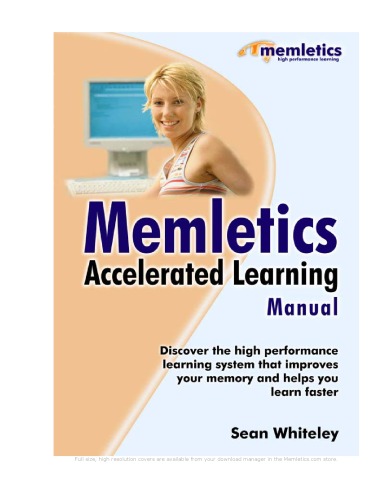 memletics
high performance learning
Memletics
Accelerated Learning
Manual
Discover the high performance
learning system that improves
your memory and helps you
learn faster
Sean Whiteley
Full-size, high resolution covers are available from your download manager in the Memletics.com store.